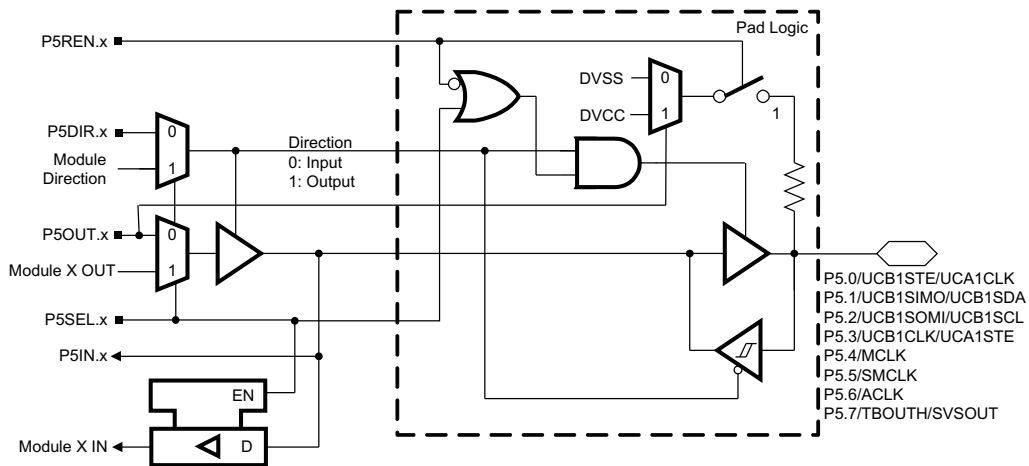 Pad Logic
P5REN.x
DVSS
0
DVCC
1
1
P5DIR.x
0
Module
Direction
1
Direction
0: Input
1: Output
P5OUT.x
0
Module X OUT
1
P5SEL.x
P5IN.x
EN
Module X IN
D
P5.0/UCB1STE/UCA1CLK
P5.1/UCB1SIMO/UCB1SDA
P5.2/UCB1SOMI/UCB1SCL
P5.3/UCB1CLK/UCA1STE
P5.4/MCLK
P5.5/SMCLK
P5.6/ACLK
P5.7/TBOUTH/SVSOUT